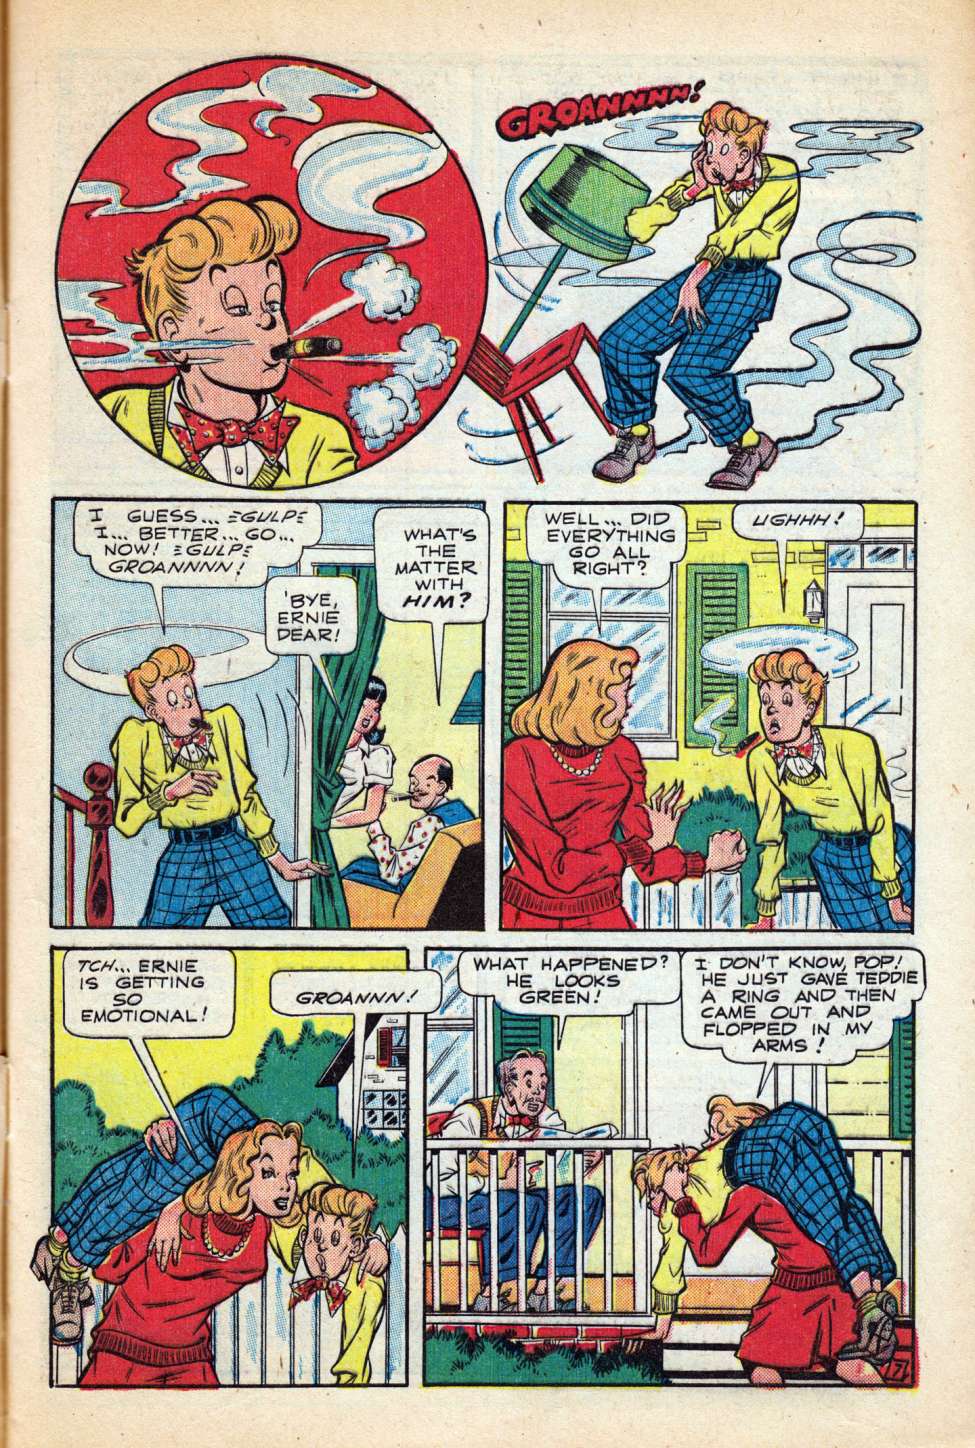 GROANNNN!
I GUESS... GULP
I... BETTER... GO...
NOW! GULP
GROANNNN!
'BYE,
ERNIE
DEAR!
WHAT'S
THE
MATTER
WITH
HIM?
WELL... DID
EVERYTHING
GO ALL
RIGHT?
UGHHH!
TCH... ERNIE
IS GETTING
SO
EMOTIONAL!
GROANNN!
WHAT HAPPENED?
HE LOOKS
GREEN!
I DON'T KNOW, POP!
HE JUST GAVE TEDDIE
A RING AND THEN
CAME OUT AND
FLOPPED IN MY
ARMS!
7